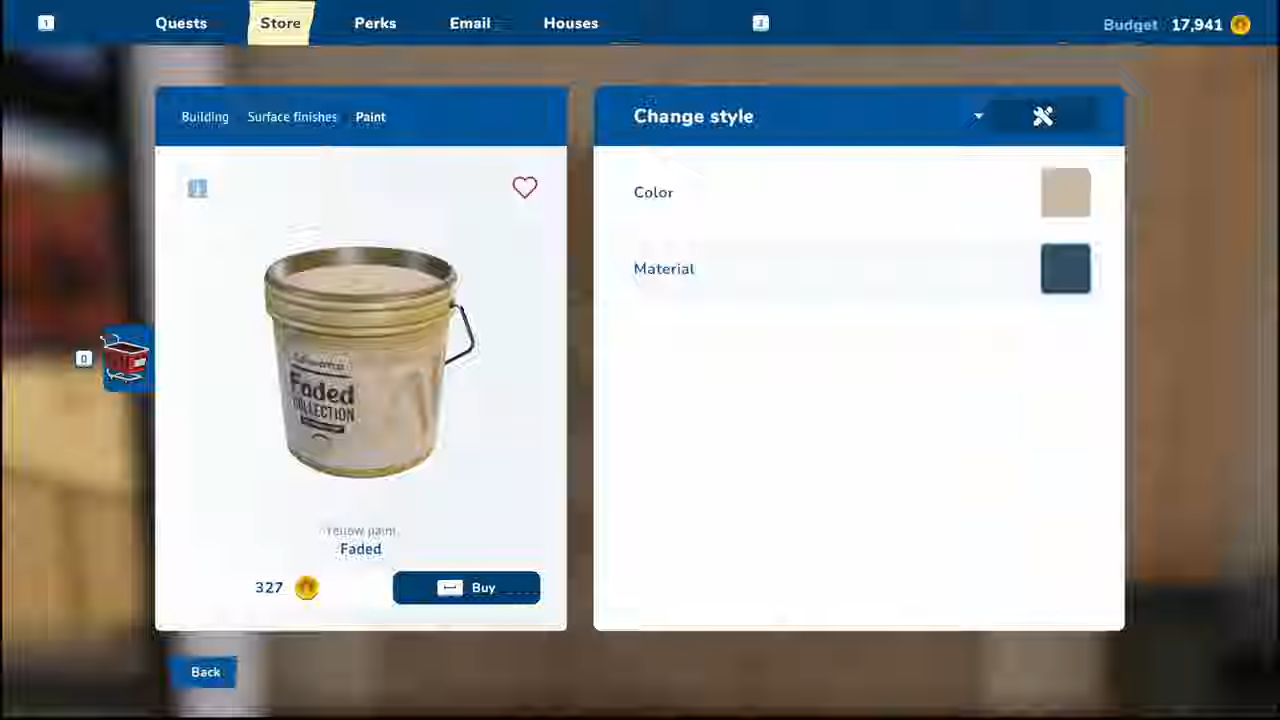 1 Quests Store Perks Email Houses Budget 17,941
Building Surface finishes Paint
Change style
Color
Material
Faded
COLLECTION
Yellow paint
Faded
327 Buy
Back